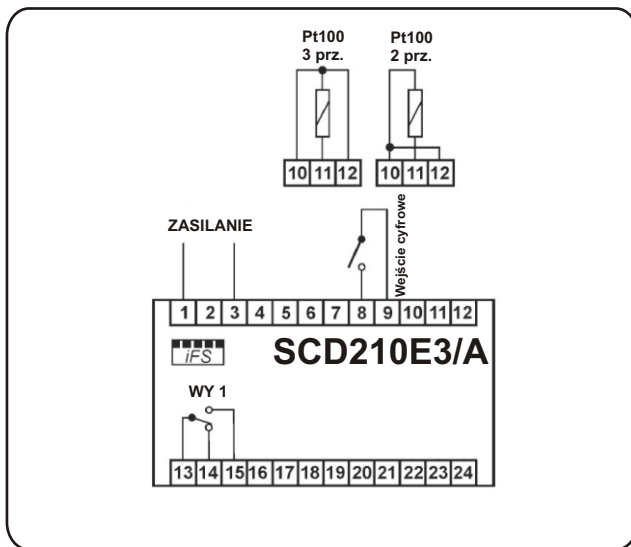 Pt100 Pt100
3 prz. 2 prz.
10 11 12 10 11 12
ZASILANIE
Wejście cyfrowe
1 2 3 4 5 6 7 8 9 10 11 12
iFS SCD210E3/A
WY 1
13 14 15 16 17 18 19 20 21 22 23 24